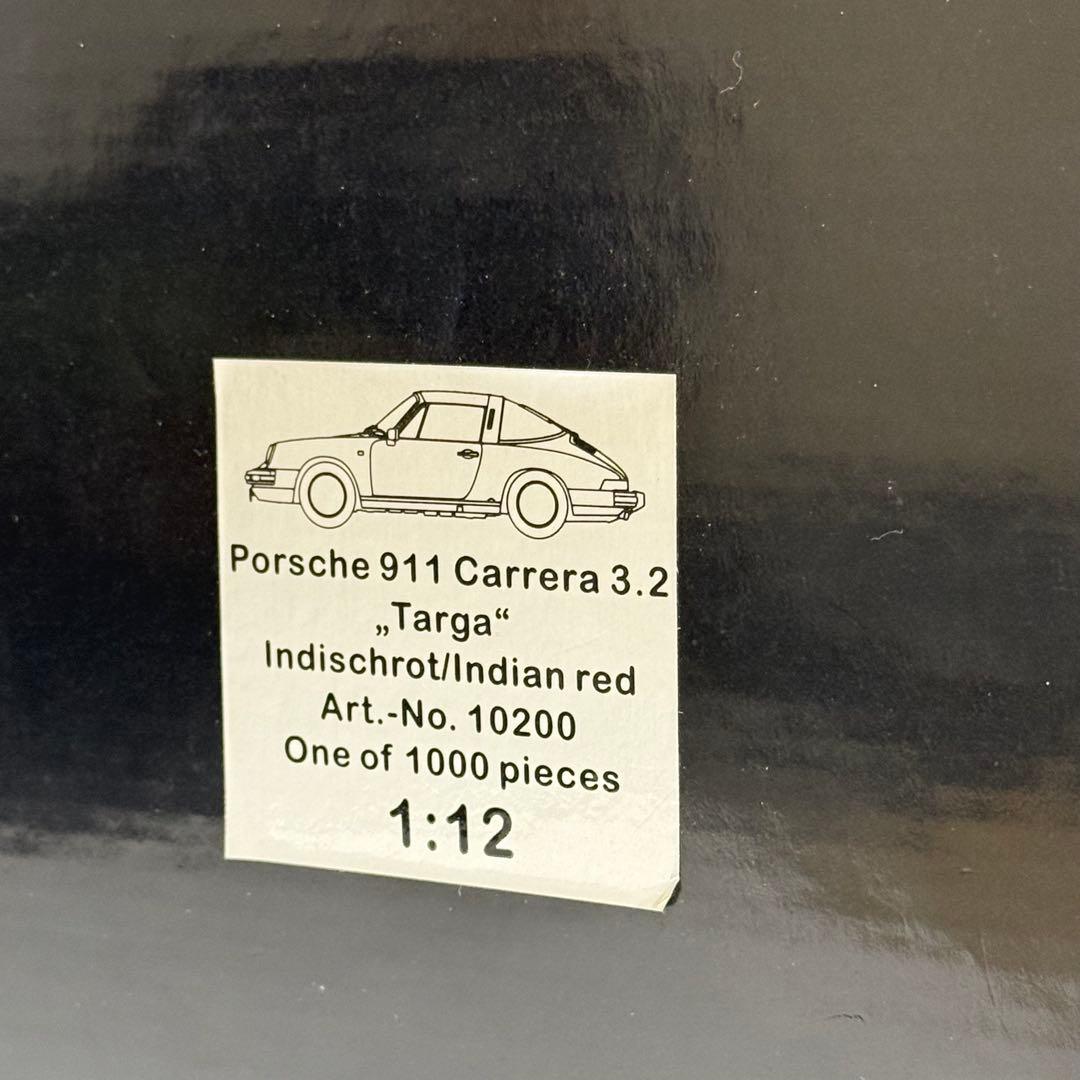 Porsche 911 Carrera 3.2
„Targa“
Indischrot/Indian red
Art.-No. 10200
One of 1000 pieces
1:12